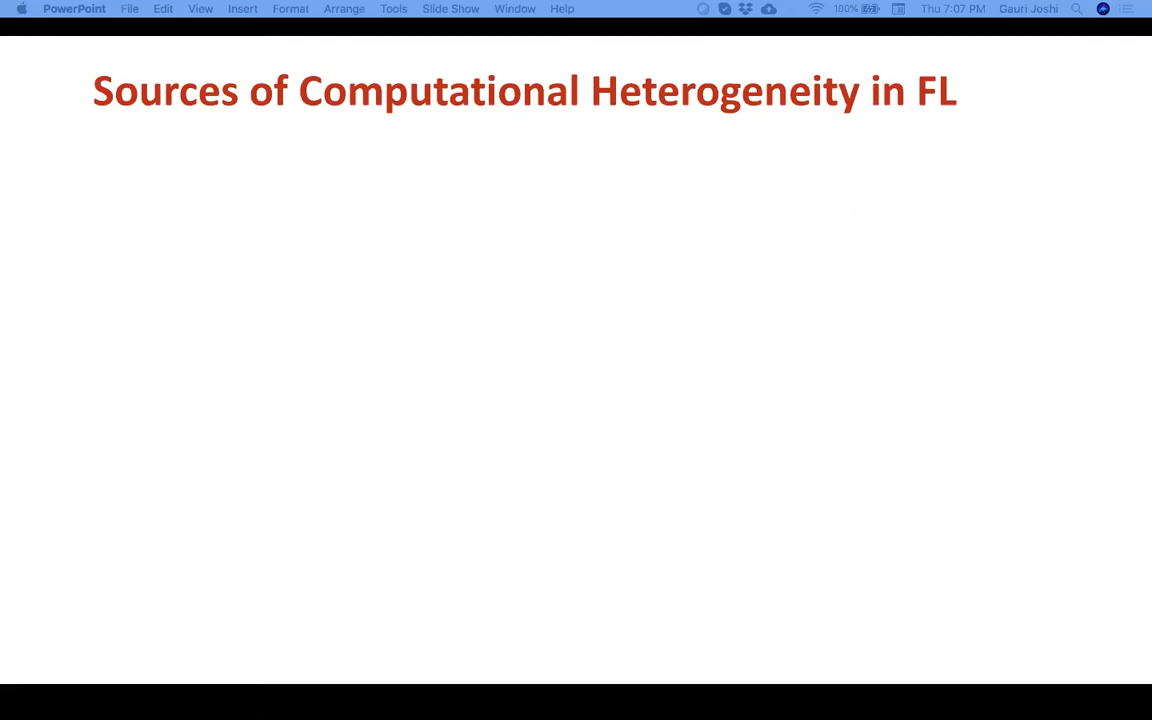 PowerPoint File Edit View Insert Format Arrange Tools Slide Show Window Help 100% Thu 7:07 PM Gauri Joshi
Sources of Computational Heterogeneity in FL